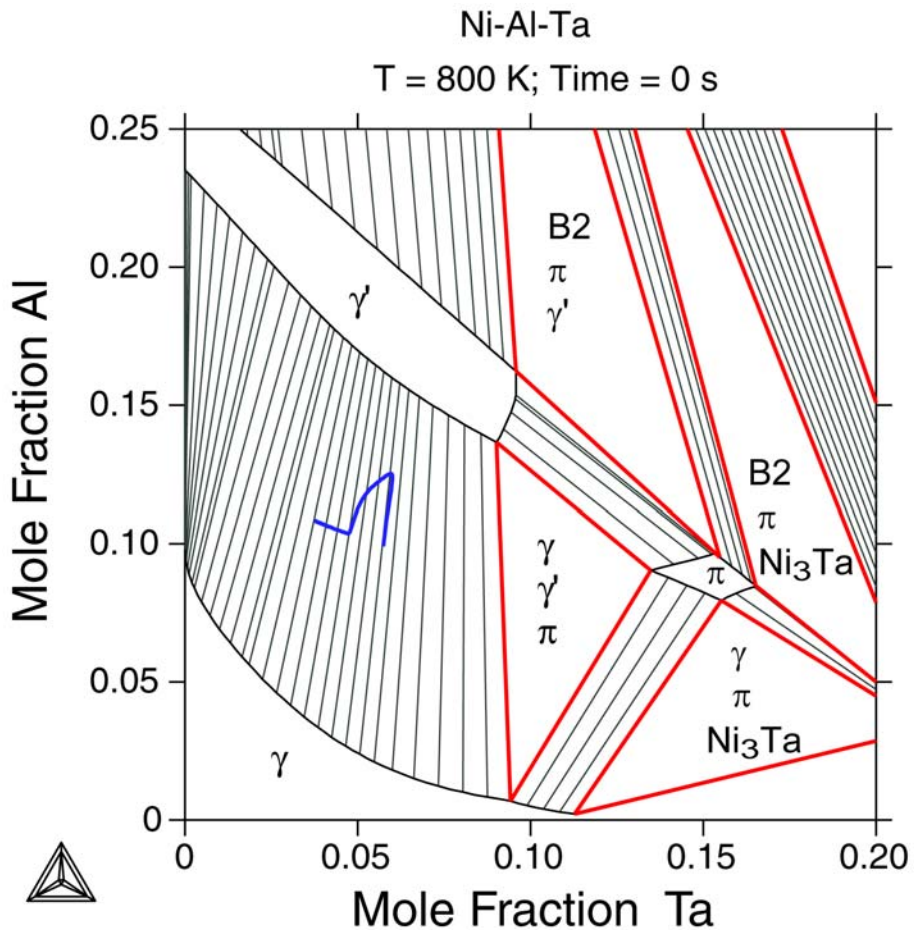 Ni-Al-Ta
T = 800 K; Time = 0 s
0.25
0.20
0.15
0.10
0.05
0
Mole Fraction Al
γ'
B2
π
γ'
B2
π
Ni₃Ta
π
γ
γ'
π
γ
π
Ni₃Ta
γ
0 0.05 0.10 0.15 0.20
Mole Fraction Ta